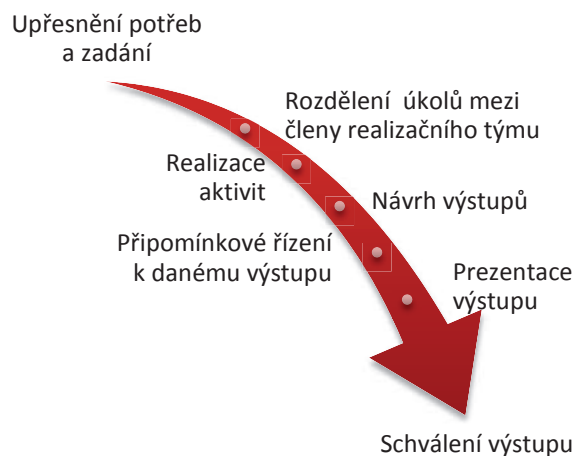 Upřesnění potřeb
a zadání
Rozdělení úkolů mezi
členy realizačního týmu
Realizace
aktivit
Návrh výstupů
Připomínkové řízení
k danému výstupu
Prezentace
výstupu
Schválení výstupu